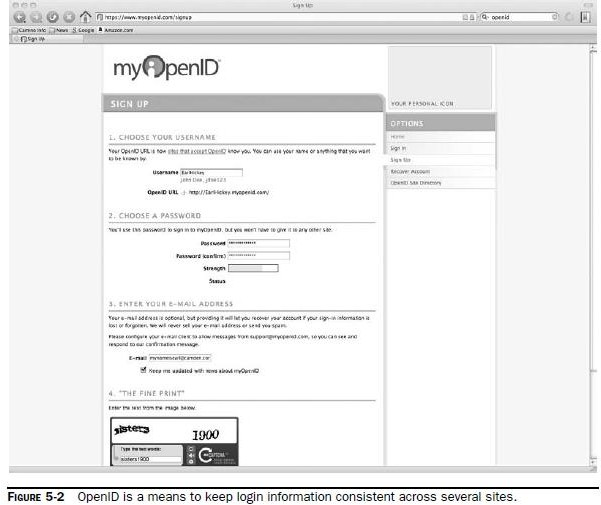 Sign Up
https://www.myopenid.com/signup
openid
Camino Info News Google Amazon.com
Sign Up
myOpenID
SIGN UP
YOUR PERSONAL ICON
OPTIONS
Home
Sign In
Sign Up
Recover Account
OpenID Site Directory
1. CHOOSE YOUR USERNAME
Your OpenID URL is how sites that accept OpenID know you. You can use your name or anything that you want
to be known by.
Username EarlHickey
John.Doe, jdoe123
OpenID URL http://EarlHickey.myopenid.com/
2. CHOOSE A PASSWORD
You'll use this password to sign in to myOpenID, but you won't have to give it to any other site.
Password
Password (confirm)
Strength
Status
3. ENTER YOUR E-MAIL ADDRESS
Your e-mail address is optional, but providing it will let you recover your account if your sign-in information is
lost or forgotten. We will never sell your e-mail address or send you spam.
Please configure your e-mail client to allow messages from support@myopenid.com, so you can see and
respond to our confirmation message.
E-mail
Keep me updated with news about myOpenID
4. "THE FINE PRINT"
Enter the text from the image below.
sisters 1900
Type the two words:
sisters1900
FIGURE 5-2 OpenID is a means to keep login information consistent across several sites.